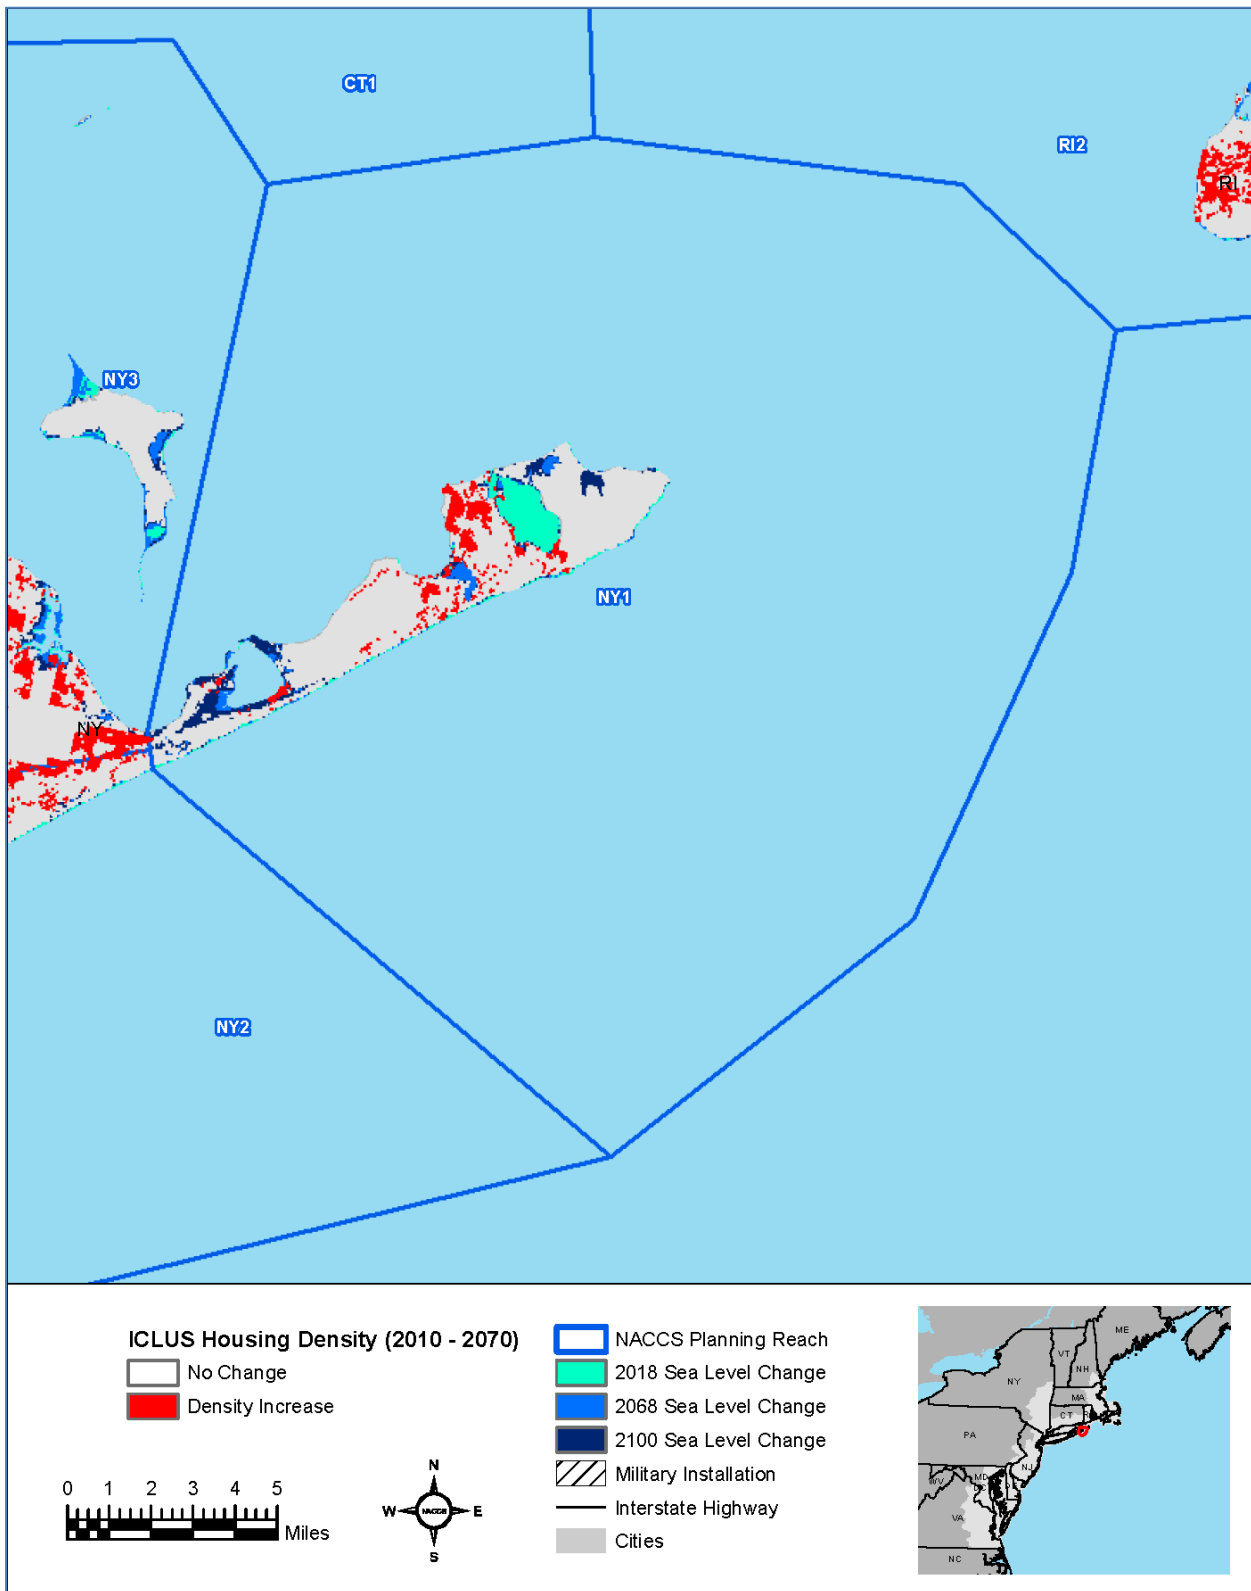 CT1
RI2
RI
NY3
NY1
NY
NY2
ICLUS Housing Density (2010 - 2070)
No Change
Density Increase
NACCS Planning Reach
2018 Sea Level Change
2068 Sea Level Change
2100 Sea Level Change
Military Installation
Interstate Highway
Cities
0 1 2 3 4 5
Miles
N
W NACCS E
S
ME
VT
NH
NY
MA
CT
PA
NJ
MD
WV
VA
NC